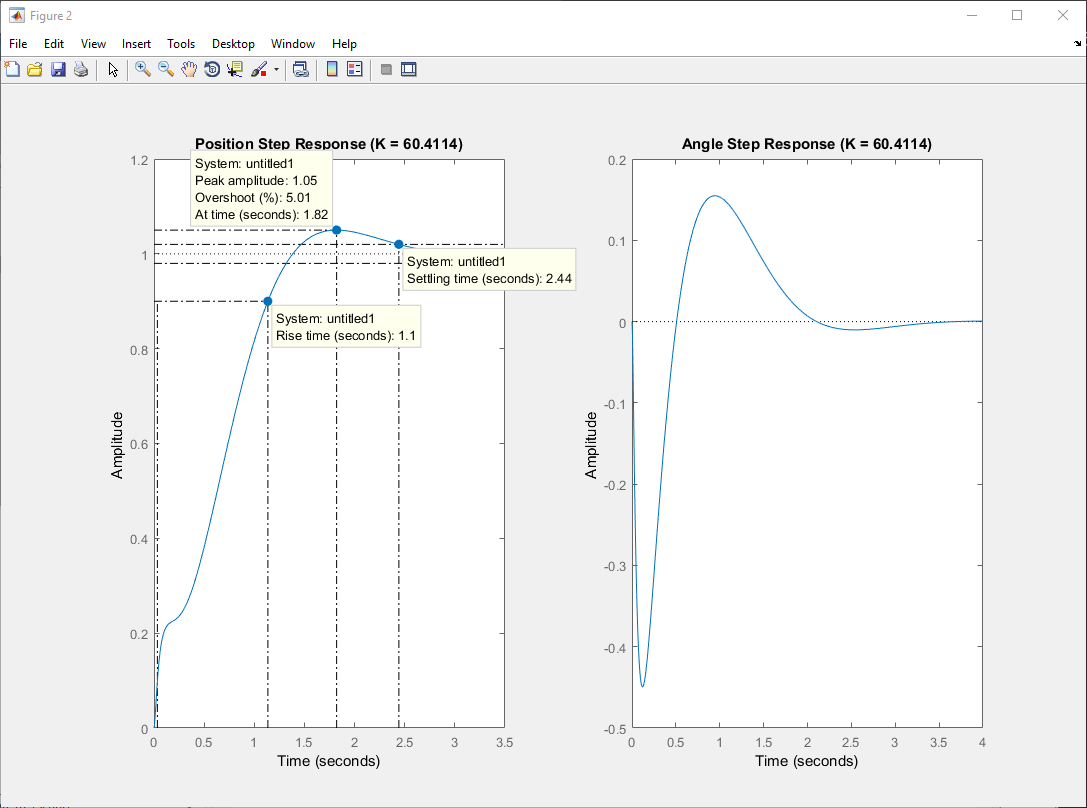 Figure 2
File Edit View Insert Tools Desktop Window Help
Position Step Response (K = 60.4114)
System: untitled1
Peak amplitude: 1.05
Overshoot (%): 5.01
At time (seconds): 1.82
System: untitled1
Settling time (seconds): 2.44
System: untitled1
Rise time (seconds): 1.1
1.2
1
0.8
0.6
0.4
0.2
0
Amplitude
0 0.5 1 1.5 2 2.5 3 3.5
Time (seconds)
Angle Step Response (K = 60.4114)
0.2
0.1
0
-0.1
-0.2
-0.3
-0.4
-0.5
Amplitude
0 0.5 1 1.5 2 2.5 3 3.5 4
Time (seconds)